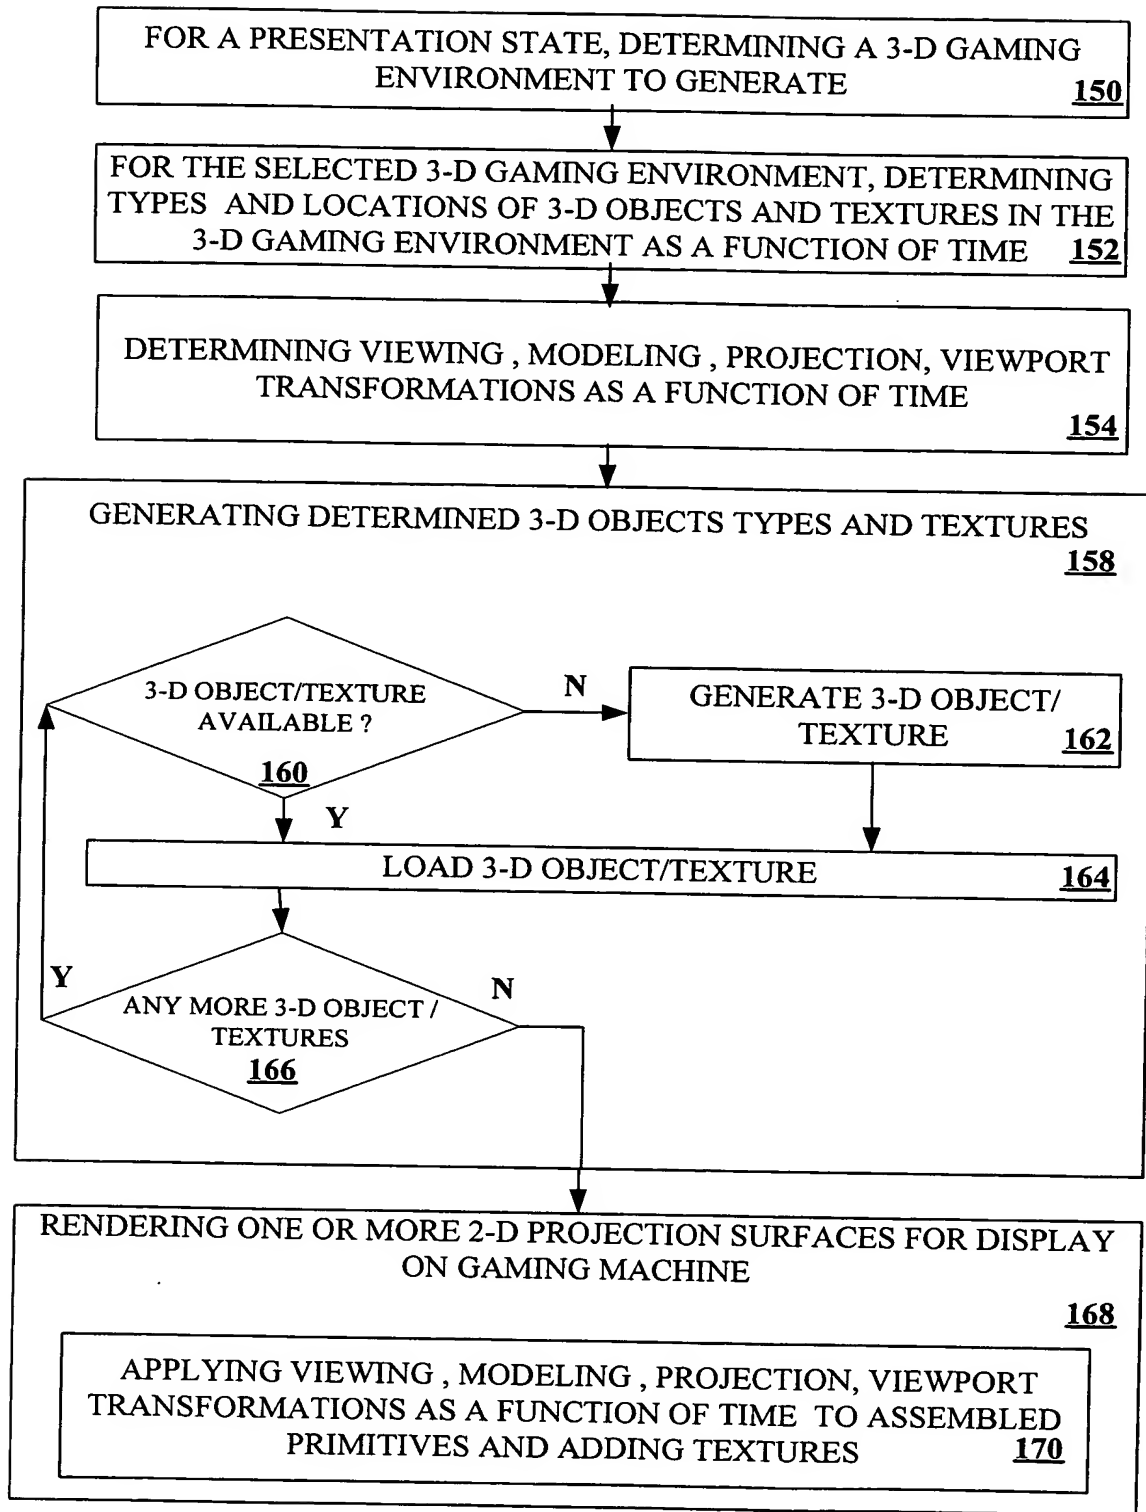 FOR A PRESENTATION STATE, DETERMINING A 3-D GAMING
ENVIRONMENT TO GENERATE
150
FOR THE SELECTED 3-D GAMING ENVIRONMENT, DETERMINING
TYPES AND LOCATIONS OF 3-D OBJECTS AND TEXTURES IN THE
3-D GAMING ENVIRONMENT AS A FUNCTION OF TIME 152
DETERMINING VIEWING , MODELING , PROJECTION, VIEWPORT
TRANSFORMATIONS AS A FUNCTION OF TIME
154
GENERATING DETERMINED 3-D OBJECTS TYPES AND TEXTURES
158
3-D OBJECT/TEXTURE
AVAILABLE ?
160
N
GENERATE 3-D OBJECT/
TEXTURE
162
Y
LOAD 3-D OBJECT/TEXTURE 164
Y
ANY MORE 3-D OBJECT /
TEXTURES
166
N
RENDERING ONE OR MORE 2-D PROJECTION SURFACES FOR DISPLAY
ON GAMING MACHINE
168
APPLYING VIEWING , MODELING , PROJECTION, VIEWPORT
TRANSFORMATIONS AS A FUNCTION OF TIME TO ASSEMBLED
PRIMITIVES AND ADDING TEXTURES 170